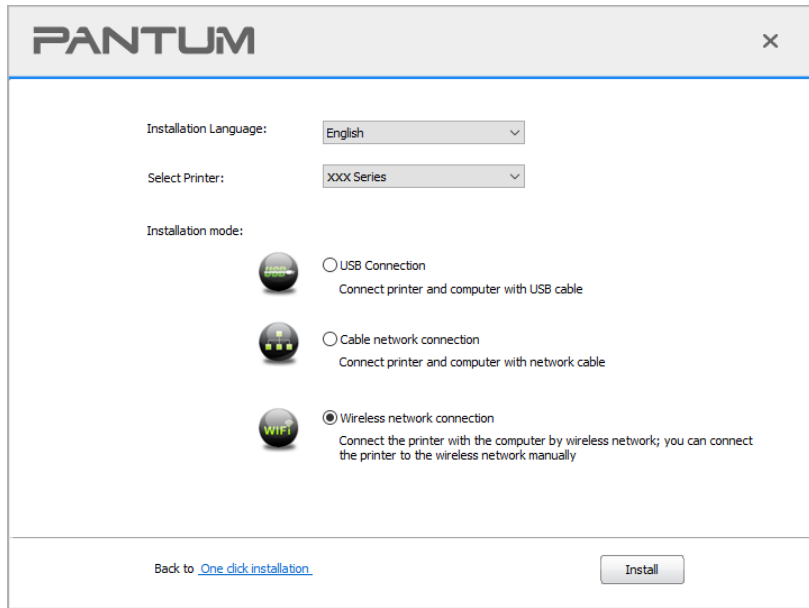 PANTUM
Installation Language:
English
Select Printer:
XXX Series
Installation mode:
USB
USB Connection
Connect printer and computer with USB cable
Cable network connection
Connect printer and computer with network cable
WIFI
Wireless network connection
Connect the printer with the computer by wireless network; you can connect
the printer to the wireless network manually
Back to One click installation
Install